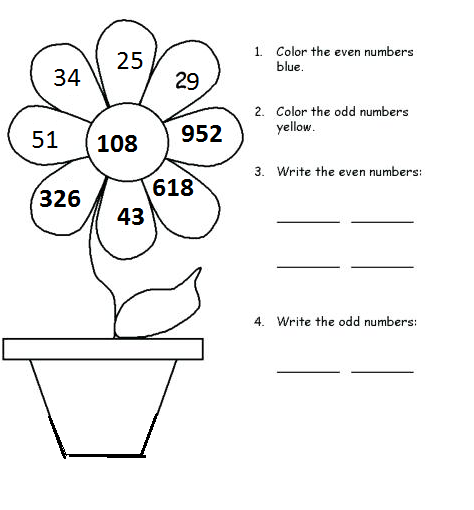 25
34
29
51
108
952
326
618
43
1. Color the even numbers
blue.
2. Color the odd numbers
yellow.
3. Write the even numbers:
4. Write the odd numbers: